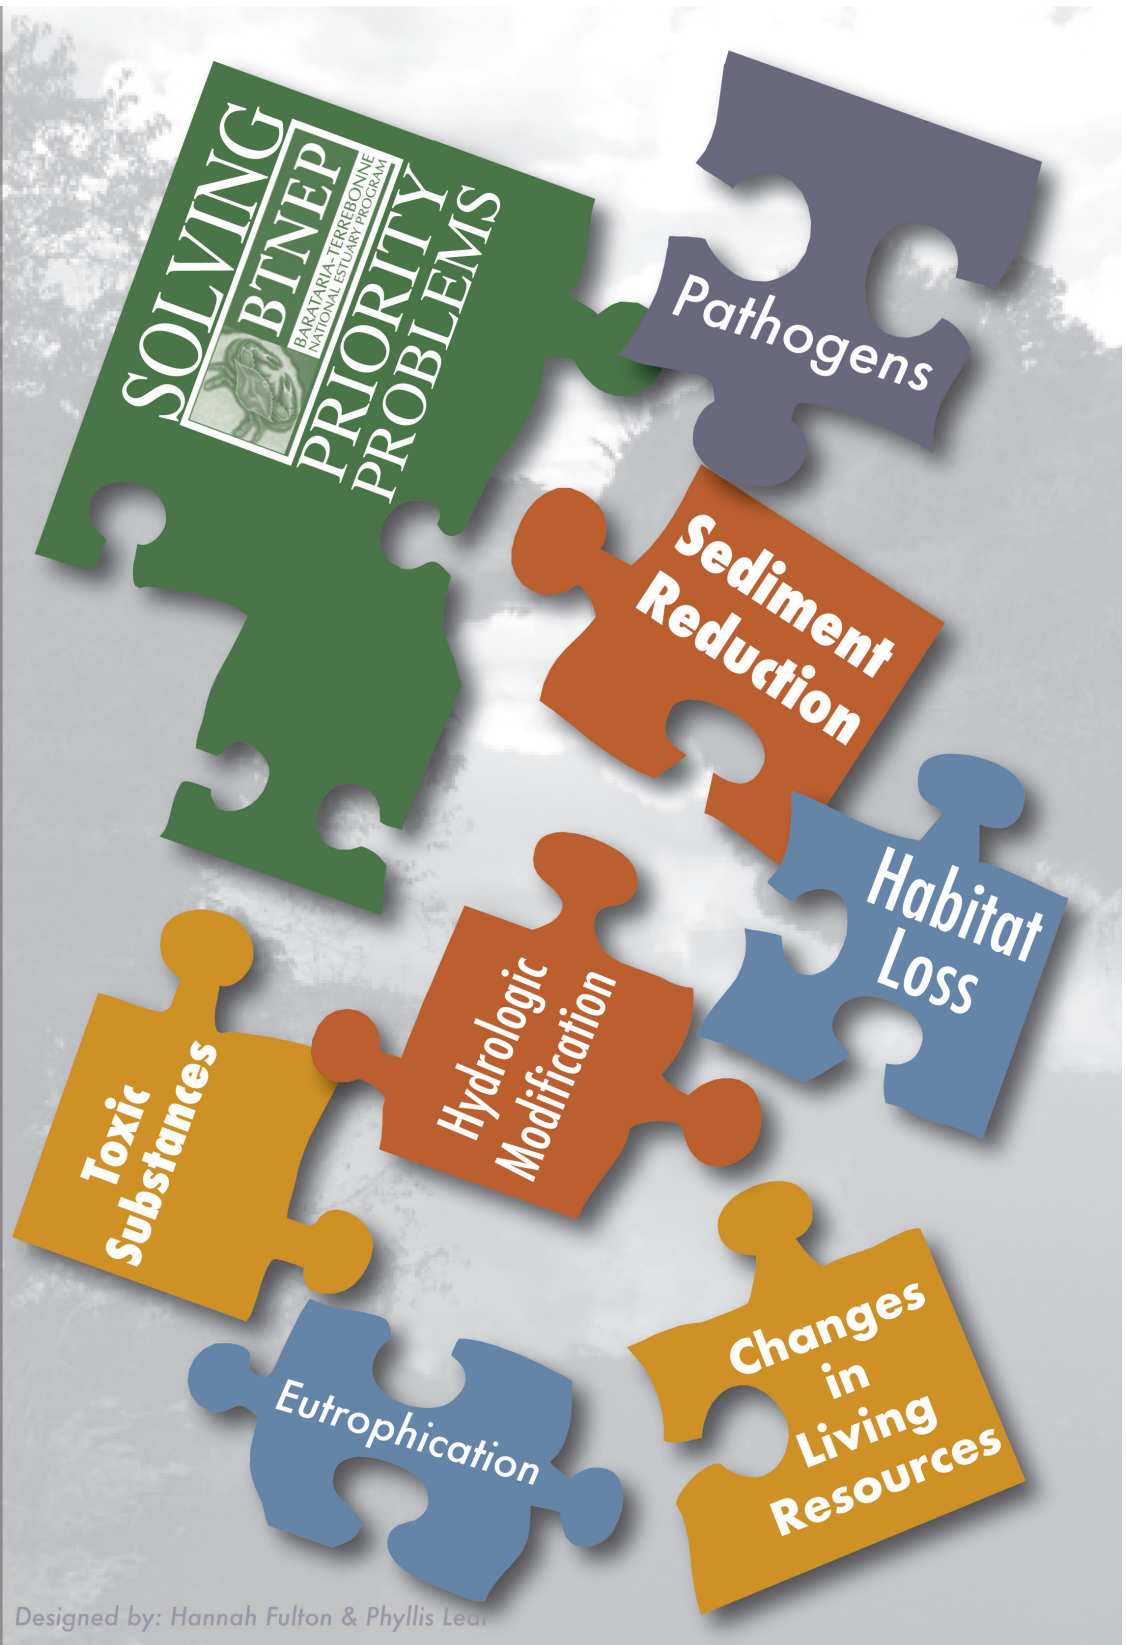 SOLVING
BTNEP
BARATARIA-TERREBONNE
NATIONAL ESTUARY PROGRAM
PRIORITY
PROBLEMS
Pathogens
Sediment
Reduction
Habitat
Loss
Hydrologic
Modification
Toxic
Substances
Changes
in
Living
Resources
Eutrophication
Designed by: Hannah Fulton & Phyllis